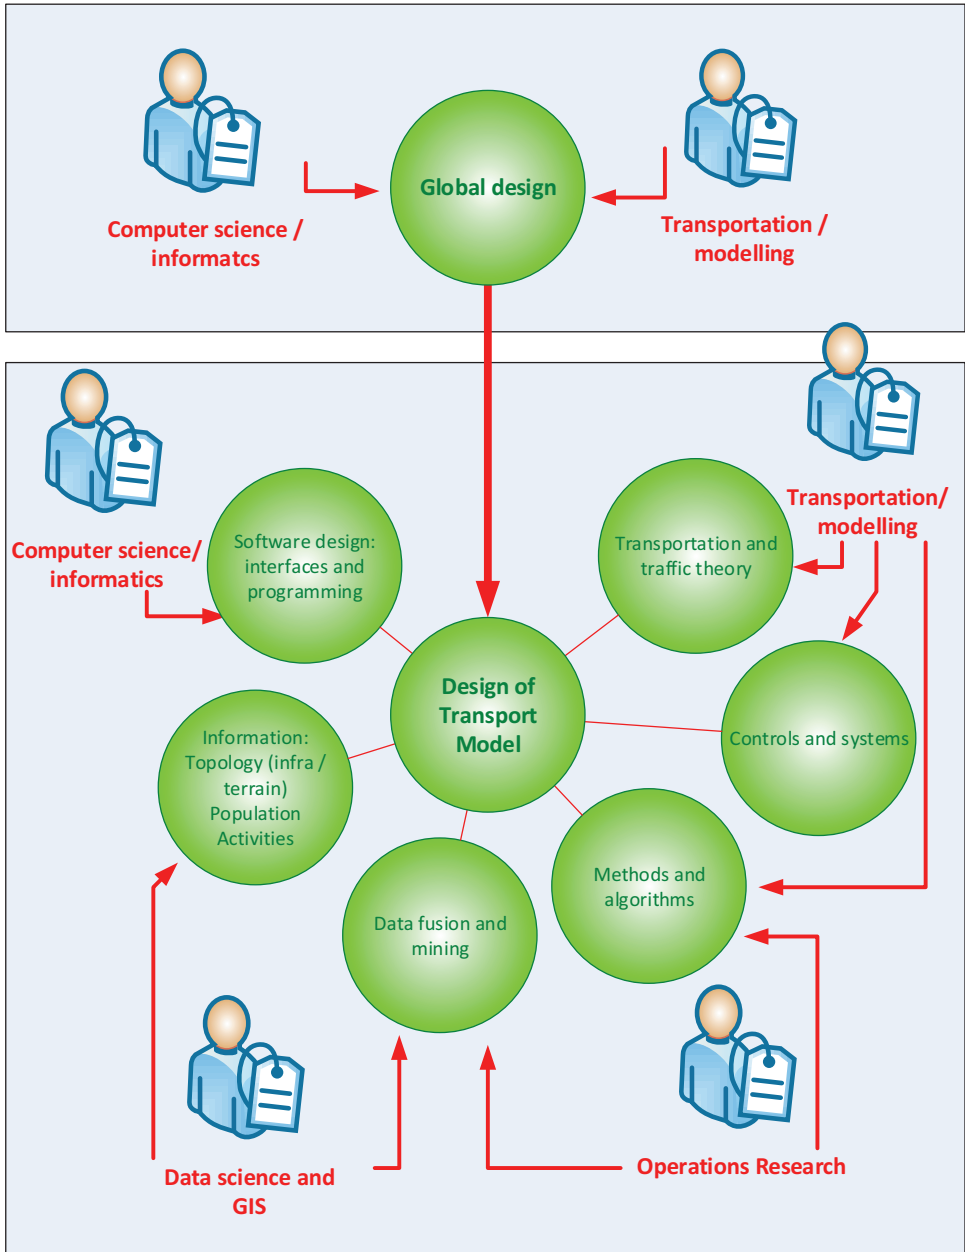 Global design
Computer science /
informatcs
Transportation /
modelling
Transportation/
modelling
Computer science/
informatics
Software design:
interfaces and
programming
Transportation and
traffic theory
Design of
Transport
Model
Controls and systems
Information:
Topology (infra /
terrain)
Population
Activities
Methods and
algorithms
Data fusion and
mining
Data science and
GIS
Operations Research